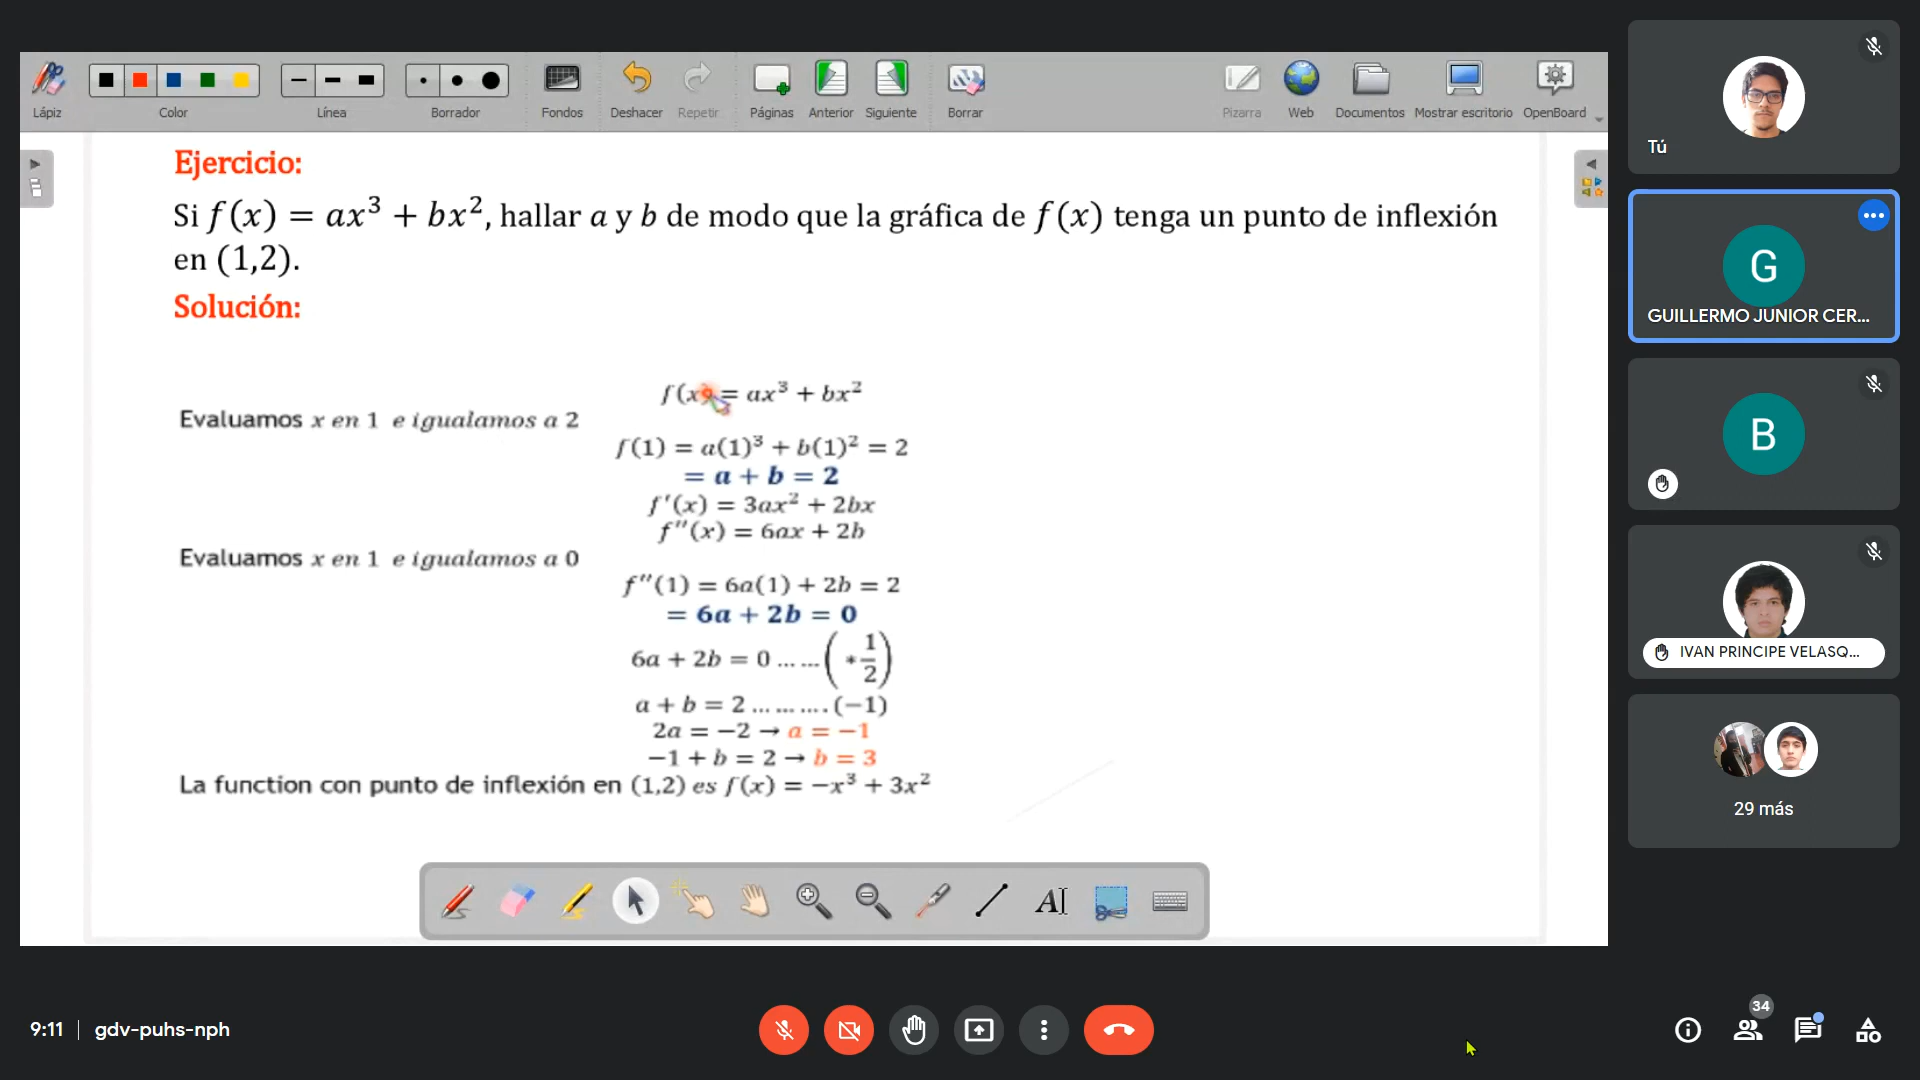 Lápiz
Color
Línea
Borrador
Fondos
Deshacer
Repetir
Páginas
Anterior
Siguiente
Borrar
Pizarra
Web
Documentos
Mostrar escritorio
OpenBoard
Ejercicio:
Si f(x) = ax³ + bx², hallar a y b de modo que la gráfica de f(x) tenga un punto de inflexión
en (1,2).
Solución:
f(x) = ax³ + bx²
Evaluamos x en 1 e igualamos a 2
f(1) = a(1)³ + b(1)² = 2
= a + b = 2
f'(x) = 3ax² + 2bx
f''(x) = 6ax + 2b
Evaluamos x en 1 e igualamos a 0
f''(1) = 6a(1) + 2b = 2
= 6a + 2b = 0
6a + 2b = 0 ... ... (* 1/2)
a + b = 2 ... ... ... . (−1)
2a = −2 → a = −1
−1 + b = 2 → b = 3
La function con punto de inflexión en (1,2) es f(x) = −x³ + 3x²
AI
Tú
G
GUILLERMO JUNIOR CER...
B
IVAN PRINCIPE VELASQ...
29 más
9:11 | gdv-puhs-nph
34